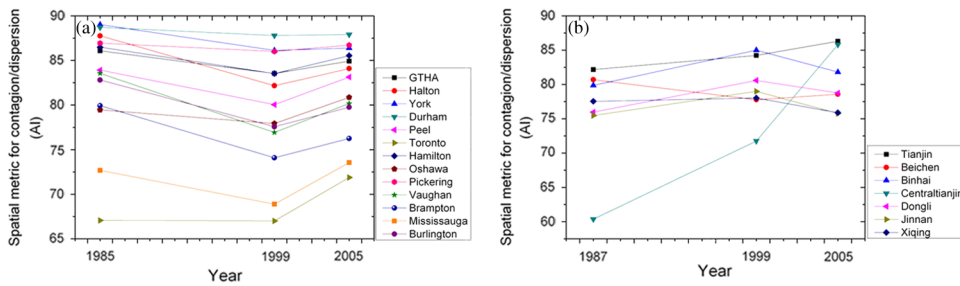 (a)
Spatial metric for contagion/dispersion
(AI)
90
85
80
75
70
65
1985
1999
2005
Year
GTHA
Halton
York
Durham
Peel
Toronto
Hamilton
Oshawa
Pickering
Vaughan
Brampton
Mississauga
Burlington
(b)
Spatial metric for contagion/dispersion
(AI)
90
85
80
75
70
65
60
1987
1999
2005
Year
Tianjin
Beichen
Binhai
Centraltianjin
Dongli
Jinnan
Xiqing